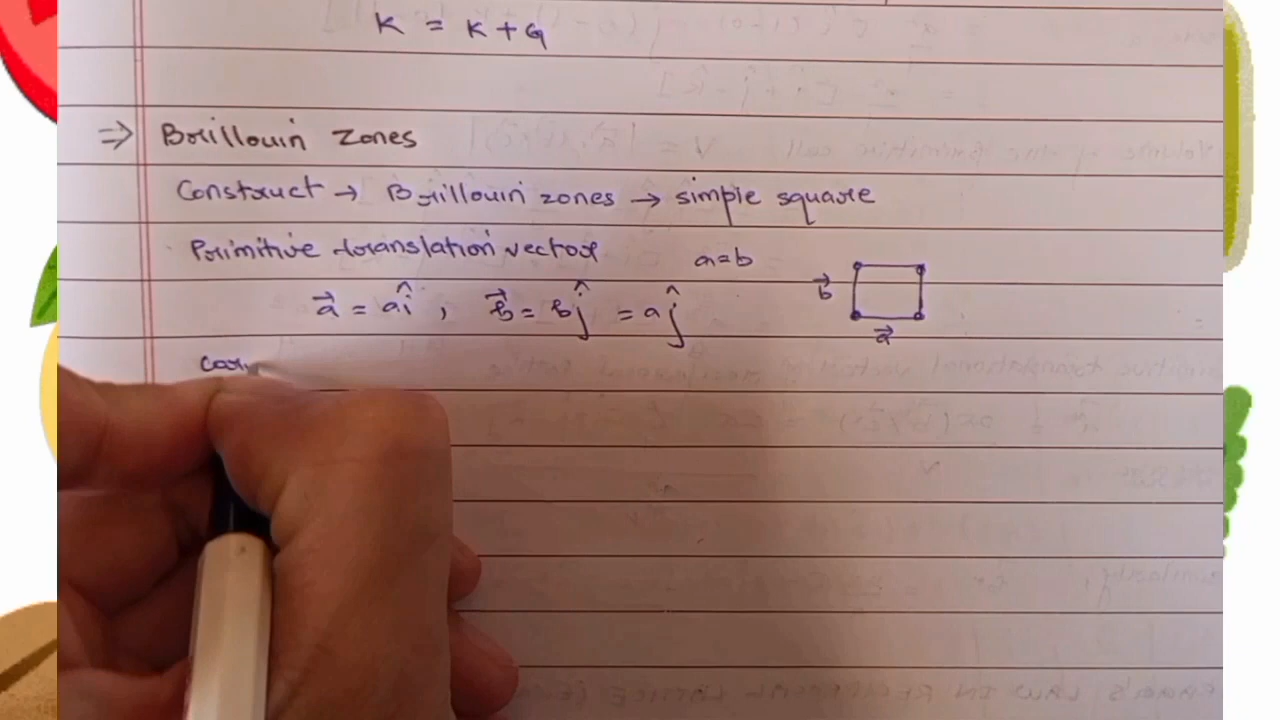 K = K + G
⇒ Brillouin Zones
Construct → Brillouin zones → simple square
Primitive translation vector a=b
a⃗ = aî , b⃗ = bĵ = aĵ
b⃗
a⃗